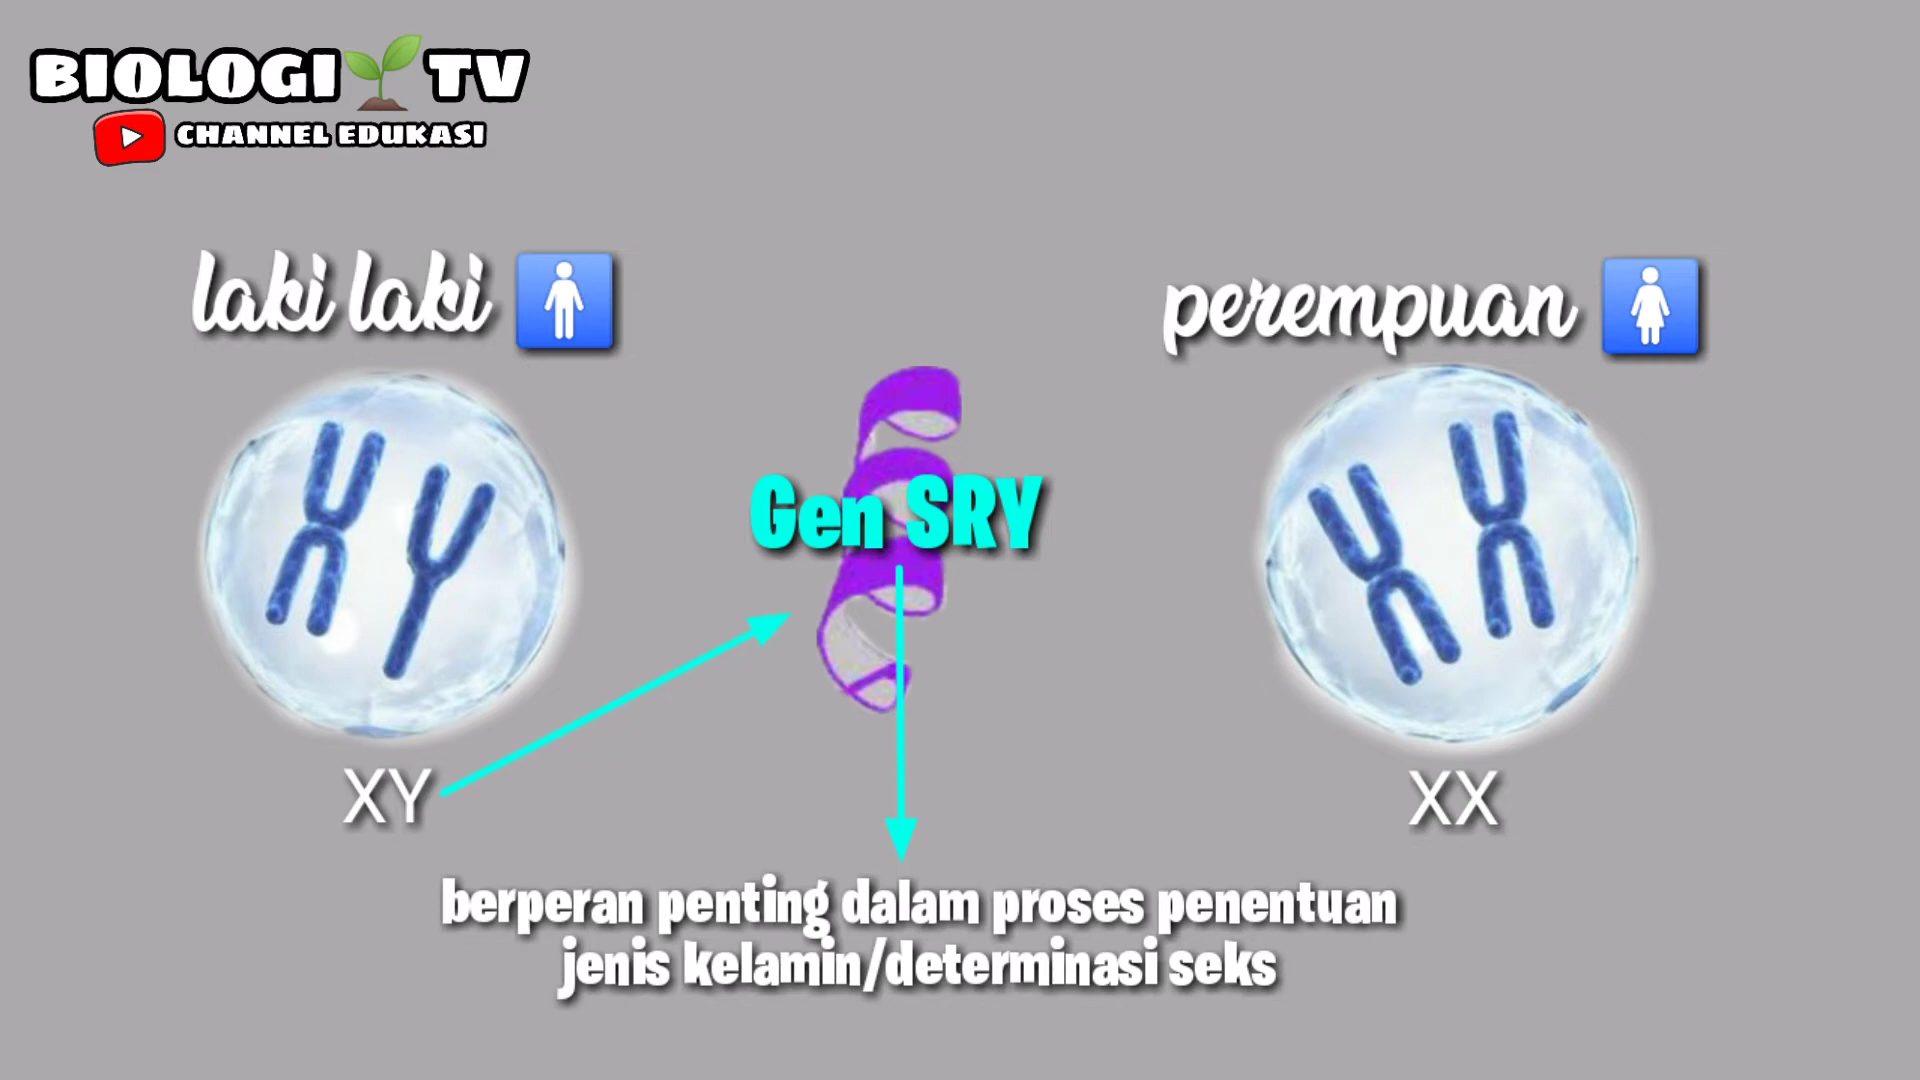 BIOLOGI TV
CHANNEL EDUKASI
laki laki
perempuan
Gen SRY
XY
XX
berperan penting dalam proses penentuan
jenis kelamin/determinasi seks